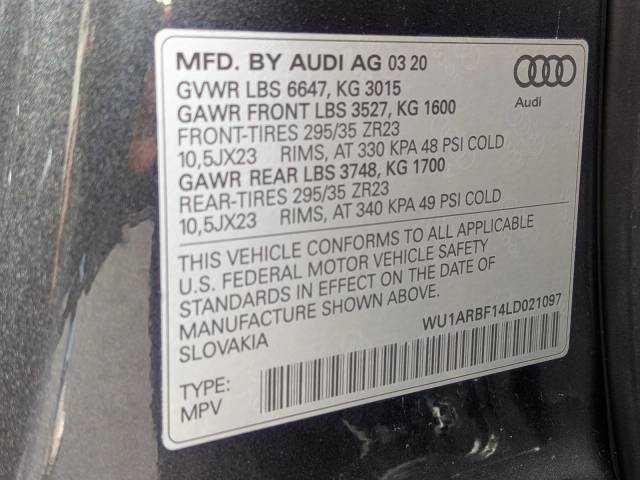 MFD. BY AUDI AG 03 20
GVWR LBS 6647, KG 3015
GAWR FRONT LBS 3527, KG 1600
FRONT-TIRES 295/35 ZR23
10,5JX23 RIMS, AT 330 KPA 48 PSI COLD
GAWR REAR LBS 3748, KG 1700
REAR-TIRES 295/35 ZR23
10,5JX23 RIMS, AT 340 KPA 49 PSI COLD
Audi
THIS VEHICLE CONFORMS TO ALL APPLICABLE
U.S. FEDERAL MOTOR VEHICLE SAFETY
STANDARDS IN EFFECT ON THE DATE OF
MANUFACTURE SHOWN ABOVE.
SLOVAKIA
WU1ARBF14LD021097
TYPE:
MPV